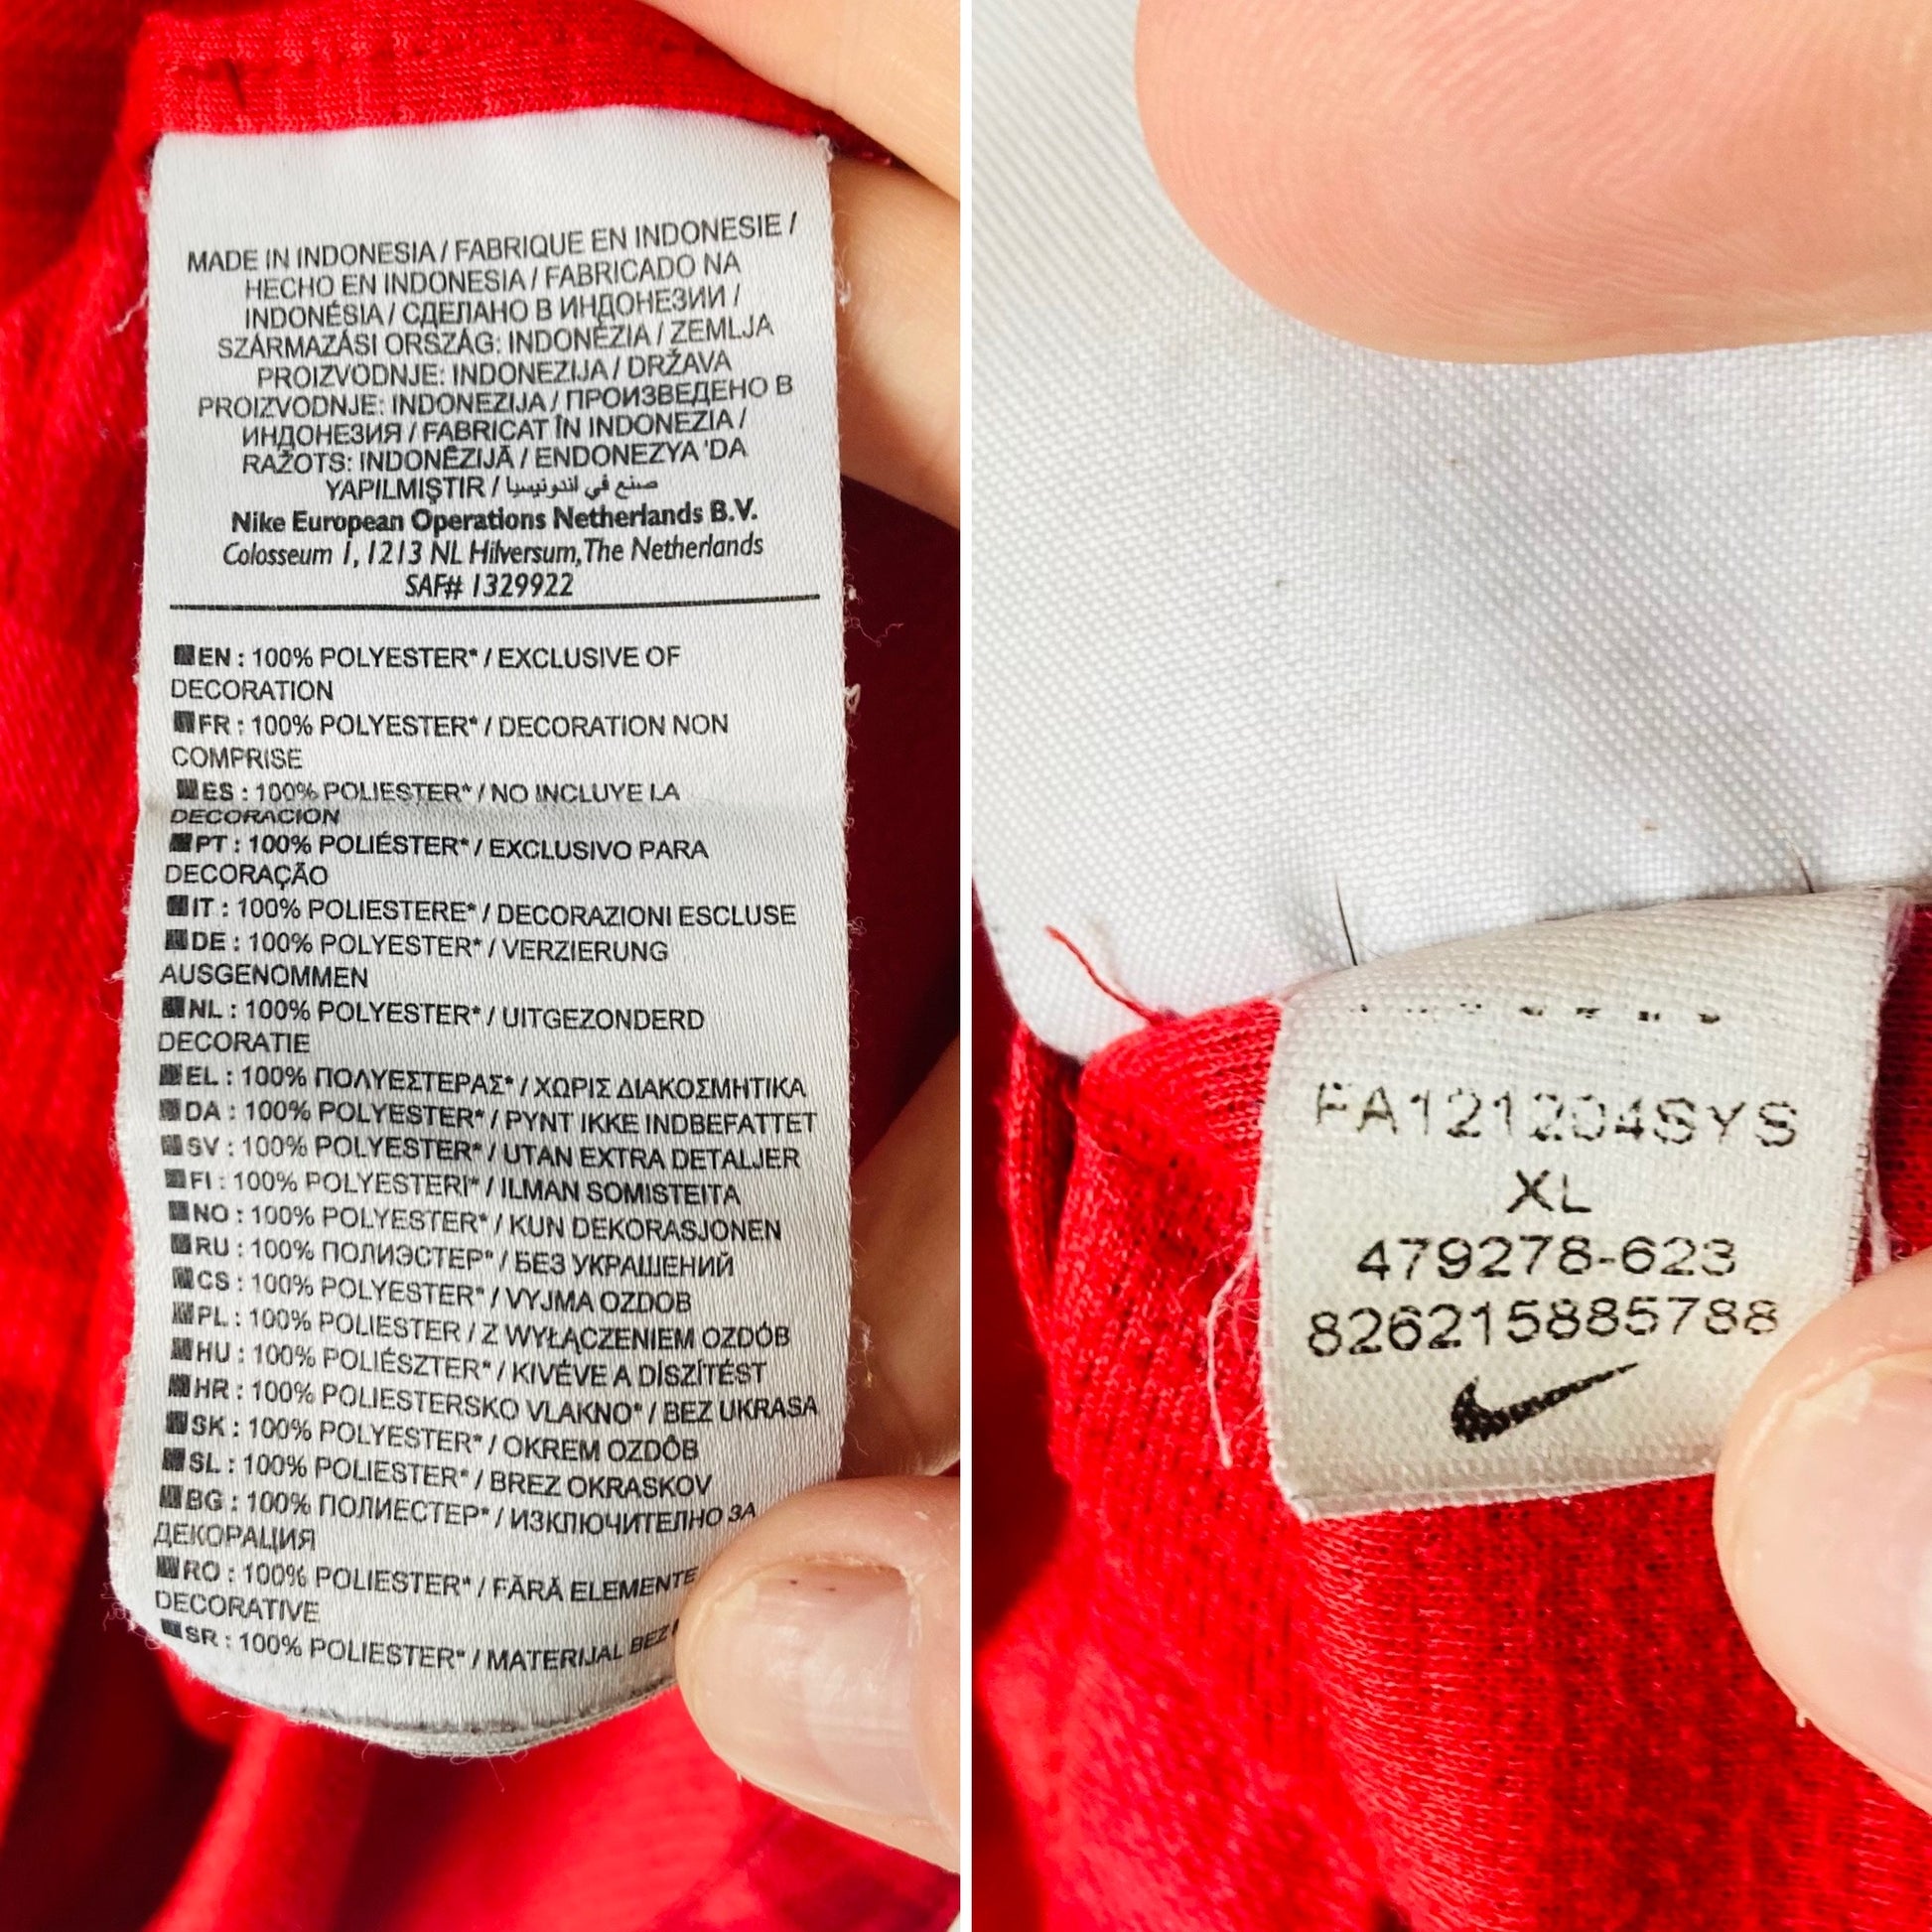 MADE IN INDONESIA / FABRIQUE EN INDONESIE /
HECHO EN INDONESIA / FABRICADO NA
INDONÉSIA / СДЕЛАНО В ИНДОНЕЗИИ /
SZÁRMAZÁSI ORSZÁG: INDONÉZIA / ZEMLJA
PROIZVODNJE: INDONEZIJA / DRŽAVA
PROIZVODNJE: INDONEZIJA / ПРОИЗВЕДЕНО В
ИНДОНЕЗИЯ / FABRICAT ÎN INDONEZIA /
RAŽOTS: INDONĒZIJĀ / ENDONEZYA 'DA
YAPILMIŞTIR / صنع في اندونيسيا
Nike European Operations Netherlands B.V.
Colosseum 1, 1213 NL Hilversum, The Netherlands
SAF# 1329922
EN : 100% POLYESTER* / EXCLUSIVE OF
DECORATION
FR : 100% POLYESTER* / DECORATION NON
COMPRISE
ES : 100% POLIESTER* / NO INCLUYE LA
DECORACION
PT : 100% POLIÉSTER* / EXCLUSIVO PARA
DECORAÇÃO
IT : 100% POLIESTERE* / DECORAZIONI ESCLUSE
DE : 100% POLYESTER* / VERZIERUNG
AUSGENOMMEN
NL : 100% POLYESTER* / UITGEZONDERD
DECORATIE
EL : 100% ΠΟΛΥΕΣΤΕΡΑΣ* / ΧΩΡΙΣ ΔΙΑΚΟΣΜΗΤΙΚΑ
DA : 100% POLYESTER* / PYNT IKKE INDBEFATTET
SV : 100% POLYESTER* / UTAN EXTRA DETALJER
FI : 100% POLYESTERI* / ILMAN SOMISTEITA
NO : 100% POLYESTER* / KUN DEKORASJONEN
RU : 100% ПОЛИЭСТЕР* / БЕЗ УКРАШЕНИЙ
CS : 100% POLYESTER* / VYJMA OZDOB
PL : 100% POLIESTER / Z WYŁĄCZENIEM OZDÓB
HU : 100% POLIÉSZTER* / KIVÉVE A DÍSZÍTÉST
HR : 100% POLIESTERSKO VLAKNO* / BEZ UKRASA
SK : 100% POLYESTER* / OKREM OZDÔB
SL : 100% POLIESTER* / BREZ OKRASKOV
BG : 100% ПОЛИЕСТЕР* / ИЗКЛЮЧИТЕЛНО ЗА
ДЕКОРАЦИЯ
RO : 100% POLIESTER* / FĂRĂ ELEMENTE
DECORATIVE
SR : 100% POLIESTER* / MATERIJAL BEZ
FA121204SYS
XL
479278-623
826215885788